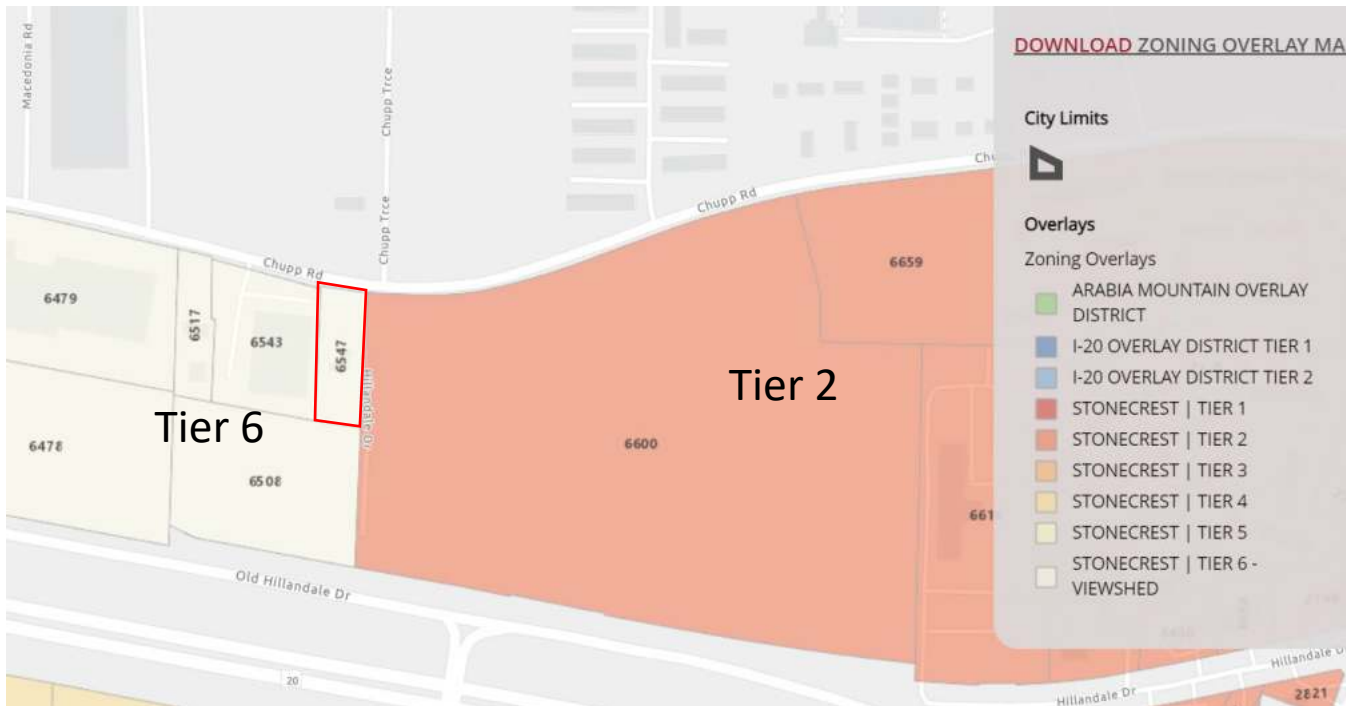 Macedonia Rd
Chupp Trce
Chupp Trce
Chupp Rd
Chupp Rd
6479
6517
6543
6547
Hillandale Dr
6659
Tier 2
Tier 6
6478
6508
6600
Old Hillandale Dr
20
Hillandale Dr
2821
DOWNLOAD ZONING OVERLAY MA
City Limits
Overlays
Zoning Overlays
ARABIA MOUNTAIN OVERLAY
DISTRICT
I-20 OVERLAY DISTRICT TIER 1
I-20 OVERLAY DISTRICT TIER 2
STONECREST | TIER 1
STONECREST | TIER 2
STONECREST | TIER 3
STONECREST | TIER 4
STONECREST | TIER 5
STONECREST | TIER 6 -
VIEWSHED